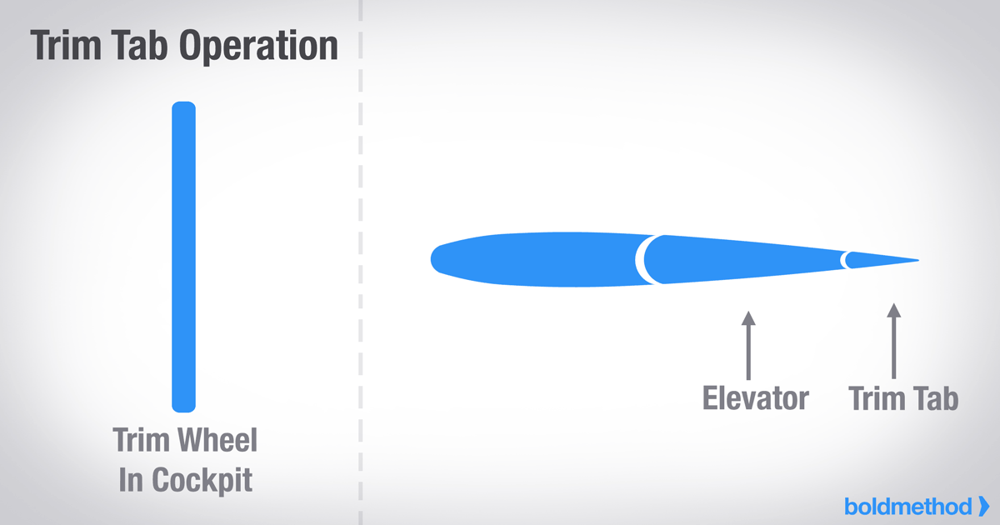 Trim Tab Operation
Trim Wheel
In Cockpit
Elevator
Trim Tab
boldmethod